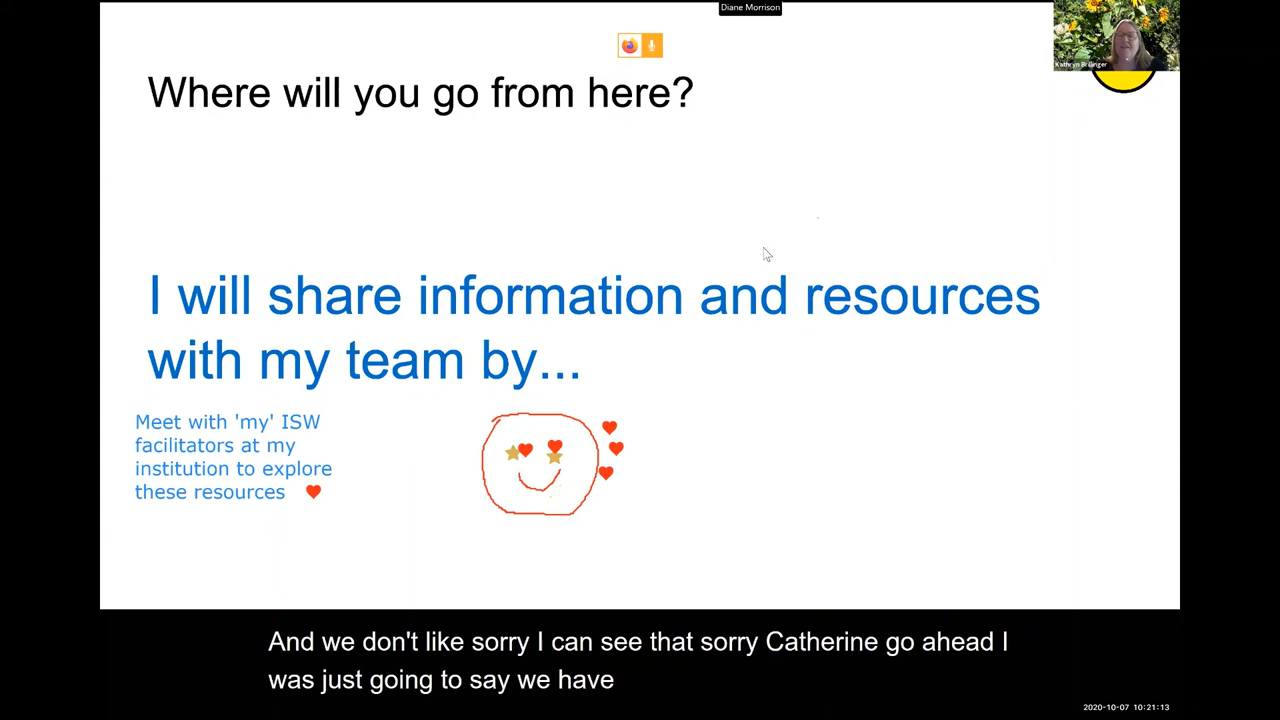 Diane Morrison
Kathryn Brillinger
Where will you go from here?
I will share information and resources
with my team by...
Meet with 'my' ISW
facilitators at my
institution to explore
these resources
And we don't like sorry I can see that sorry Catherine go ahead I
was just going to say we have
2020-10-07 10:21:13